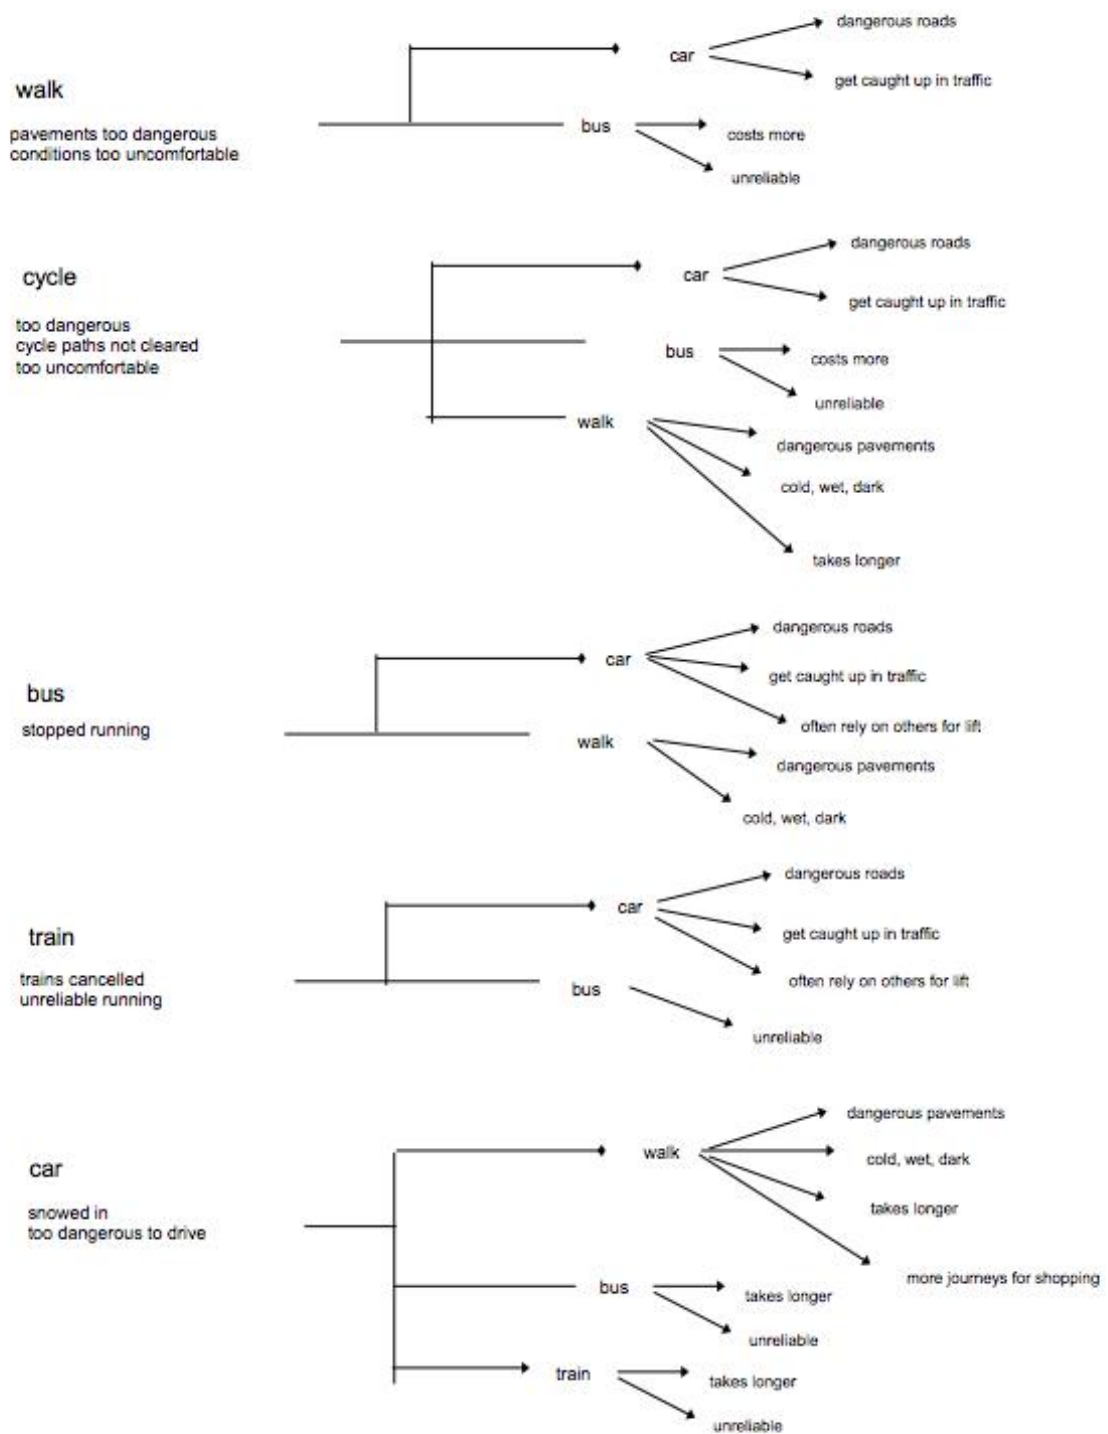 walk
pavements too dangerous
conditions too uncomfortable
car
dangerous roads
get caught up in traffic
bus
costs more
unreliable
cycle
too dangerous
cycle paths not cleared
too uncomfortable
car
dangerous roads
get caught up in traffic
bus
costs more
unreliable
walk
dangerous pavements
cold, wet, dark
takes longer
bus
stopped running
car
dangerous roads
get caught up in traffic
often rely on others for lift
walk
dangerous pavements
cold, wet, dark
train
trains cancelled
unreliable running
car
dangerous roads
get caught up in traffic
often rely on others for lift
bus
unreliable
car
snowed in
too dangerous to drive
walk
dangerous pavements
cold, wet, dark
takes longer
more journeys for shopping
bus
takes longer
unreliable
train
takes longer
unreliable